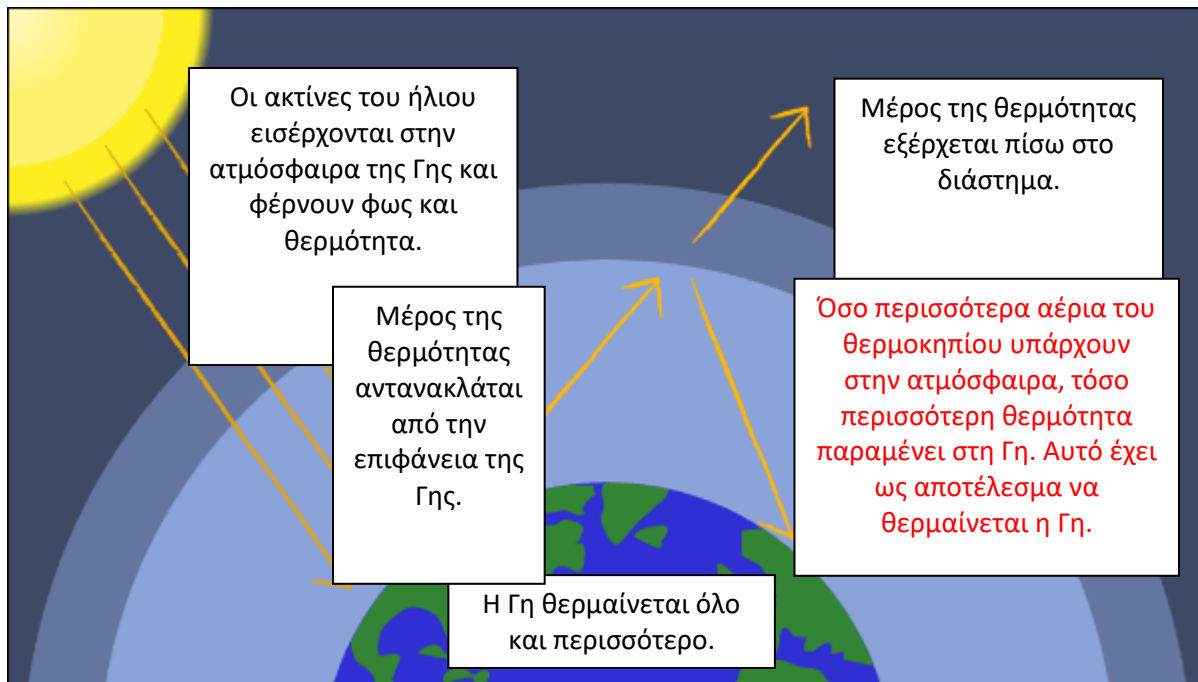 Οι ακτίνες του ήλιου
εισέρχονται στην
ατμόσφαιρα της Γης και
φέρνουν φως και
θερμότητα.
Μέρος της
θερμότητας
αντανακλάται
από την
επιφάνεια της
Γης.
Μέρος της θερμότητας
εξέρχεται πίσω στο
διάστημα.
Όσο περισσότερα αέρια του
θερμοκηπίου υπάρχουν
στην ατμόσφαιρα, τόσο
περισσότερη θερμότητα
παραμένει στη Γη. Αυτό έχει
ως αποτέλεσμα να
θερμαίνεται η Γη.
Η Γη θερμαίνεται όλο
και περισσότερο.